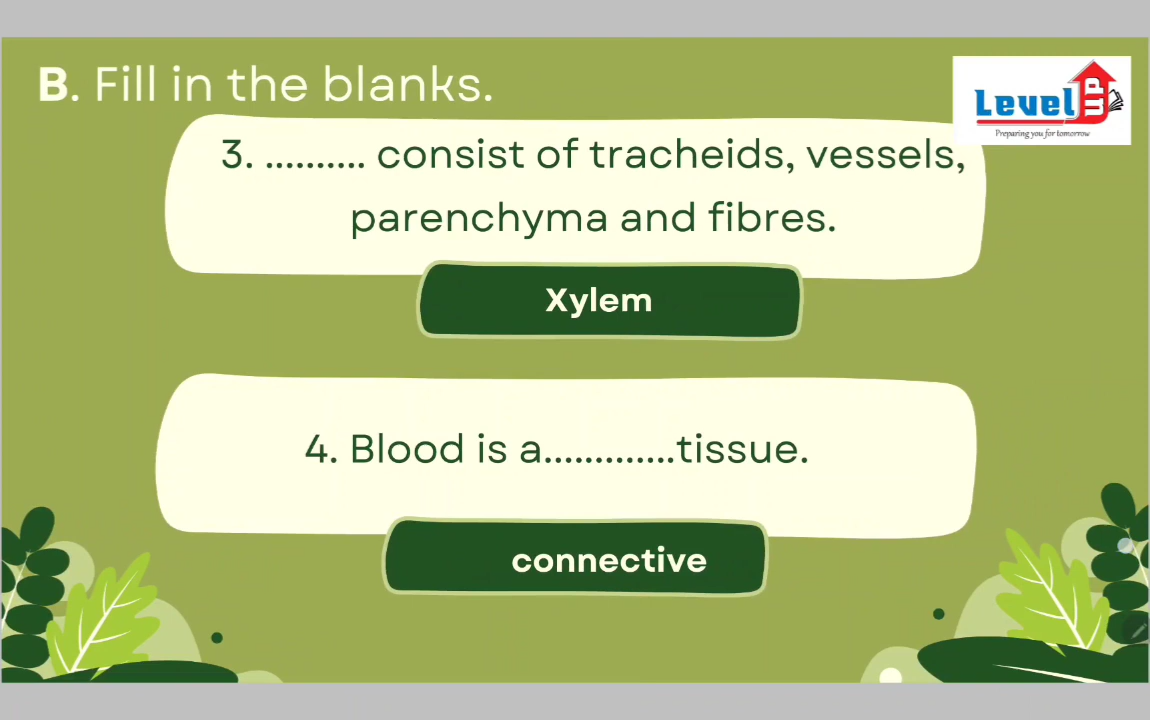 B. Fill in the blanks.
Level UP
Preparing you for tomorrow
3. .......... consist of tracheids, vessels,
parenchyma and fibres.
Xylem
4. Blood is a.............tissue.
connective